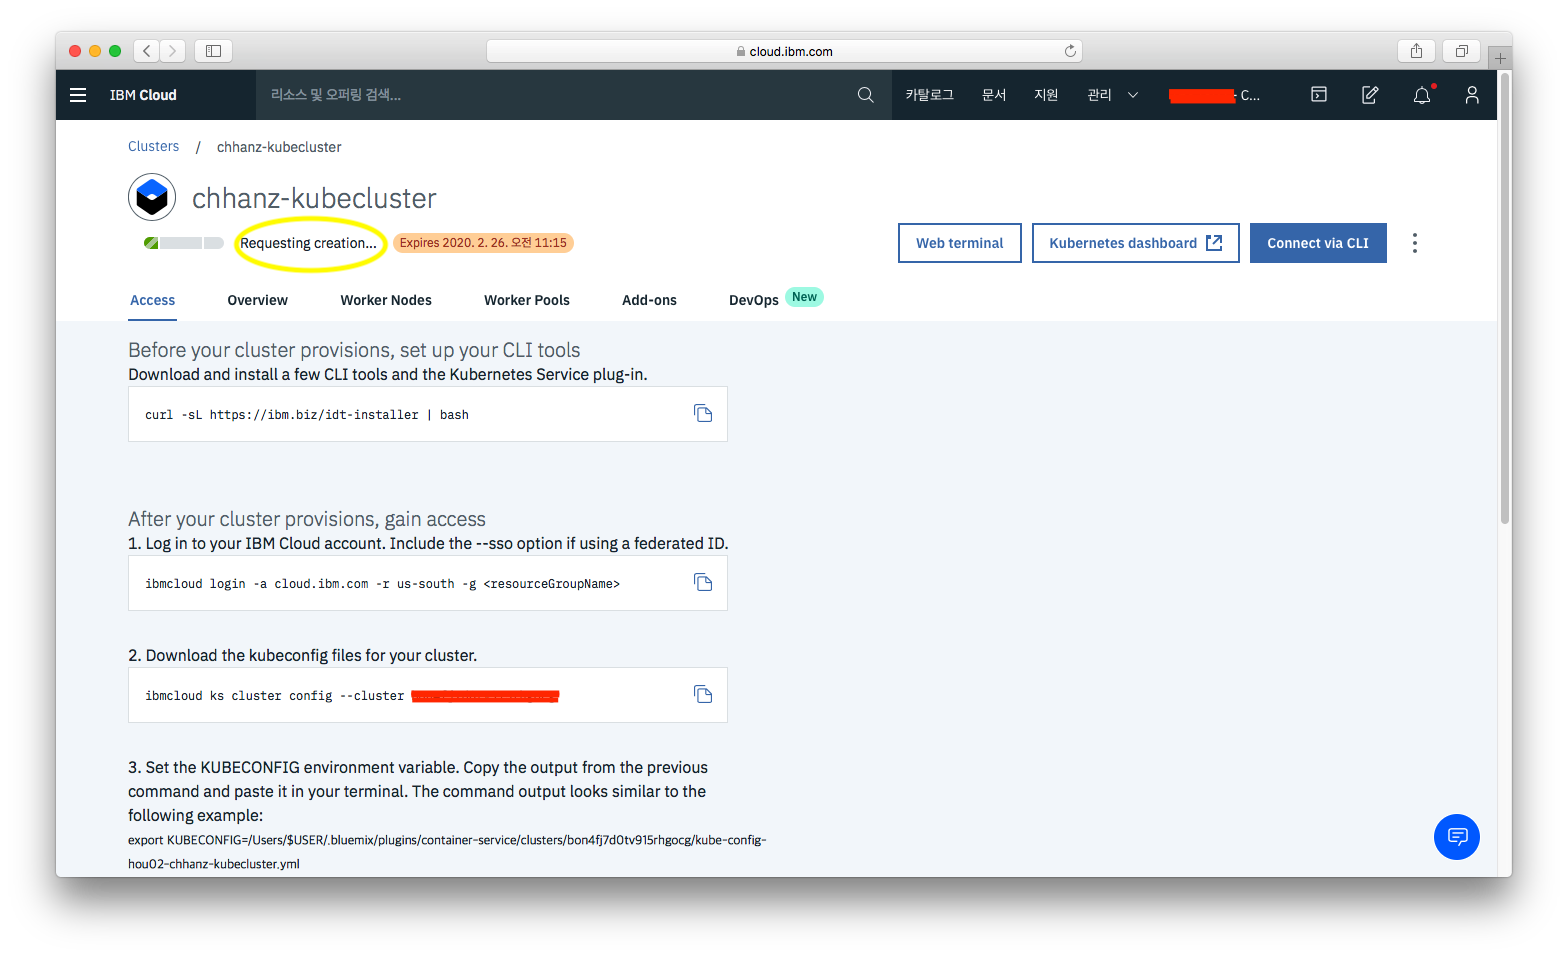 cloud.ibm.com
IBM Cloud
리소스 및 오퍼링 검색...
카탈로그
문서
지원
관리
- C...
Clusters / chhanz-kubecluster
chhanz-kubecluster
Requesting creation...
Expires 2020. 2. 26. 오전 11:15
Web terminal
Kubernetes dashboard
Connect via CLI
Access
Overview
Worker Nodes
Worker Pools
Add-ons
DevOps
New
Before your cluster provisions, set up your CLI tools
Download and install a few CLI tools and the Kubernetes Service plug-in.
curl -sL https://ibm.biz/idt-installer | bash
After your cluster provisions, gain access
1. Log in to your IBM Cloud account. Include the --sso option if using a federated ID.
ibmcloud login -a cloud.ibm.com -r us-south -g <resourceGroupName>
2. Download the kubeconfig files for your cluster.
ibmcloud ks cluster config --cluster
3. Set the KUBECONFIG environment variable. Copy the output from the previous
command and paste it in your terminal. The command output looks similar to the
following example:
export KUBECONFIG=/Users/$USER/.bluemix/plugins/container-service/clusters/bon4fj7d0tv915rhgocg/kube-config-
hou02-chhanz-kubecluster.yml